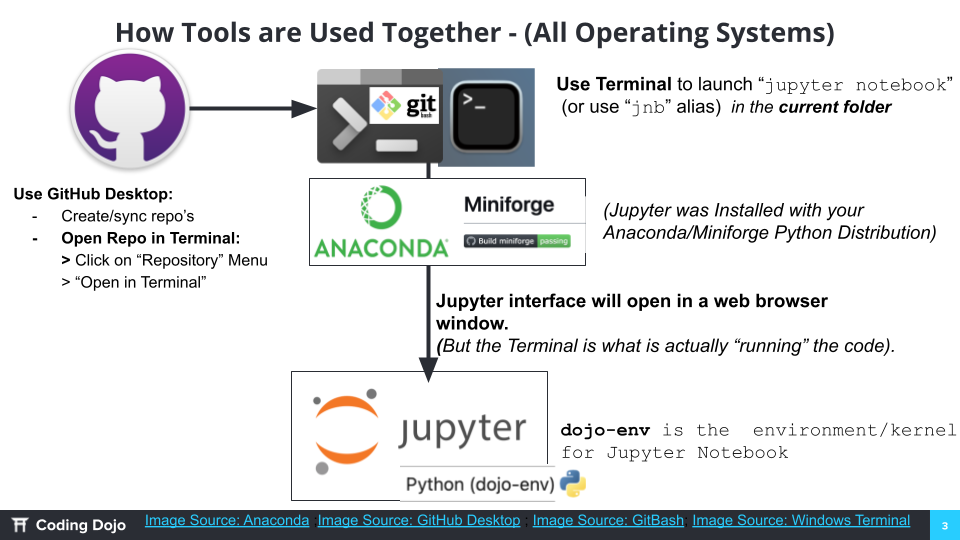 How Tools are Used Together - (All Operating Systems)
git
bash
>_
Use Terminal to launch “jupyter notebook”
(or use “jnb” alias) in the current folder
Use GitHub Desktop:
- Create/sync repo’s
- Open Repo in Terminal:
> Click on “Repository” Menu
> “Open in Terminal”
ANACONDA®
Miniforge
Build miniforge passing
(Jupyter was Installed with your
Anaconda/Miniforge Python Distribution)
Jupyter interface will open in a web browser
window.
(But the Terminal is what is actually “running” the code).
jupyter
Python (dojo-env)
dojo-env is the environment/kernel
for Jupyter Notebook
Coding Dojo
Image Source: Anaconda ;Image Source: GitHub Desktop ; Image Source: GitBash; Image Source: Windows Terminal
3